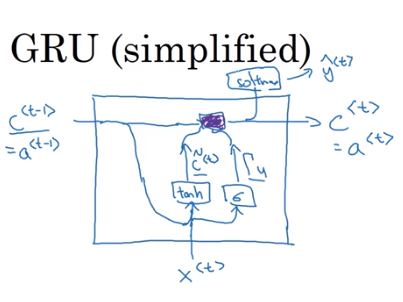 GRU (simplified)
softmax
ŷ<t>
c<t-1>
= a<t-1>
c<t>
= a<t>
c̃<t>
Γu
tanh
σ
x<t>